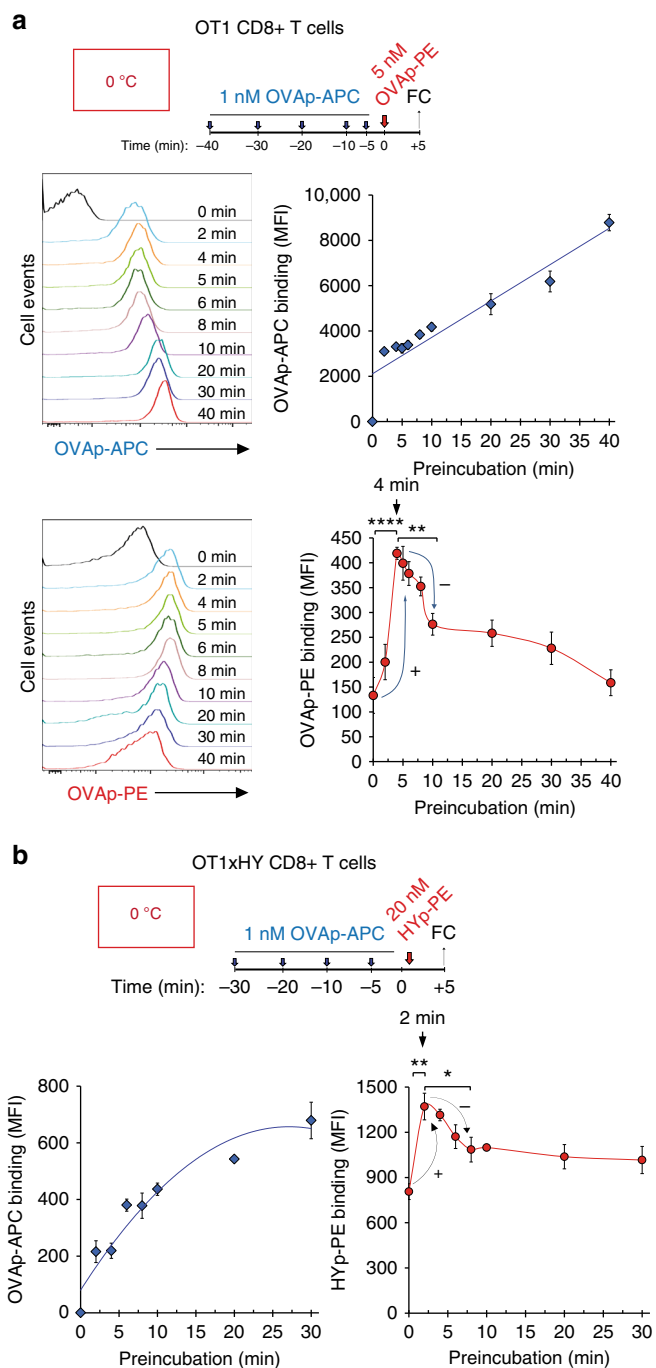 a
OT1 CD8+ T cells
0 °C
1 nM OVAp-APC
5 nM
OVAp-PE
FC
Time (min): –40 –30 –20 –10 –5 0 +5
Cell events
0 min
2 min
4 min
5 min
6 min
8 min
10 min
20 min
30 min
40 min
OVAp-APC
OVAp-APC binding (MFI)
10,000
8000
6000
4000
2000
0
0 5 10 20 30 40
Preincubation (min)
Cell events
0 min
2 min
4 min
5 min
6 min
8 min
10 min
20 min
30 min
40 min
OVAp-PE
4 min
**** **
OVAp-PE binding (MFI)
450
400
350
300
250
200
150
100
50
0
+
–
0 5 10 20 30 40
Preincubation (min)
b
OT1xHY CD8+ T cells
0 °C
1 nM OVAp-APC
20 nM
HYp-PE
FC
Time (min): –30 –20 –10 –5 0 +5
OVAp-APC binding (MFI)
800
600
400
200
0
0 5 10 15 20 25 30
Preincubation (min)
2 min
** *
HYp-PE binding (MFI)
1500
1200
900
600
300
0
–
+
0 5 10 15 20 25 30
Preincubation (min)